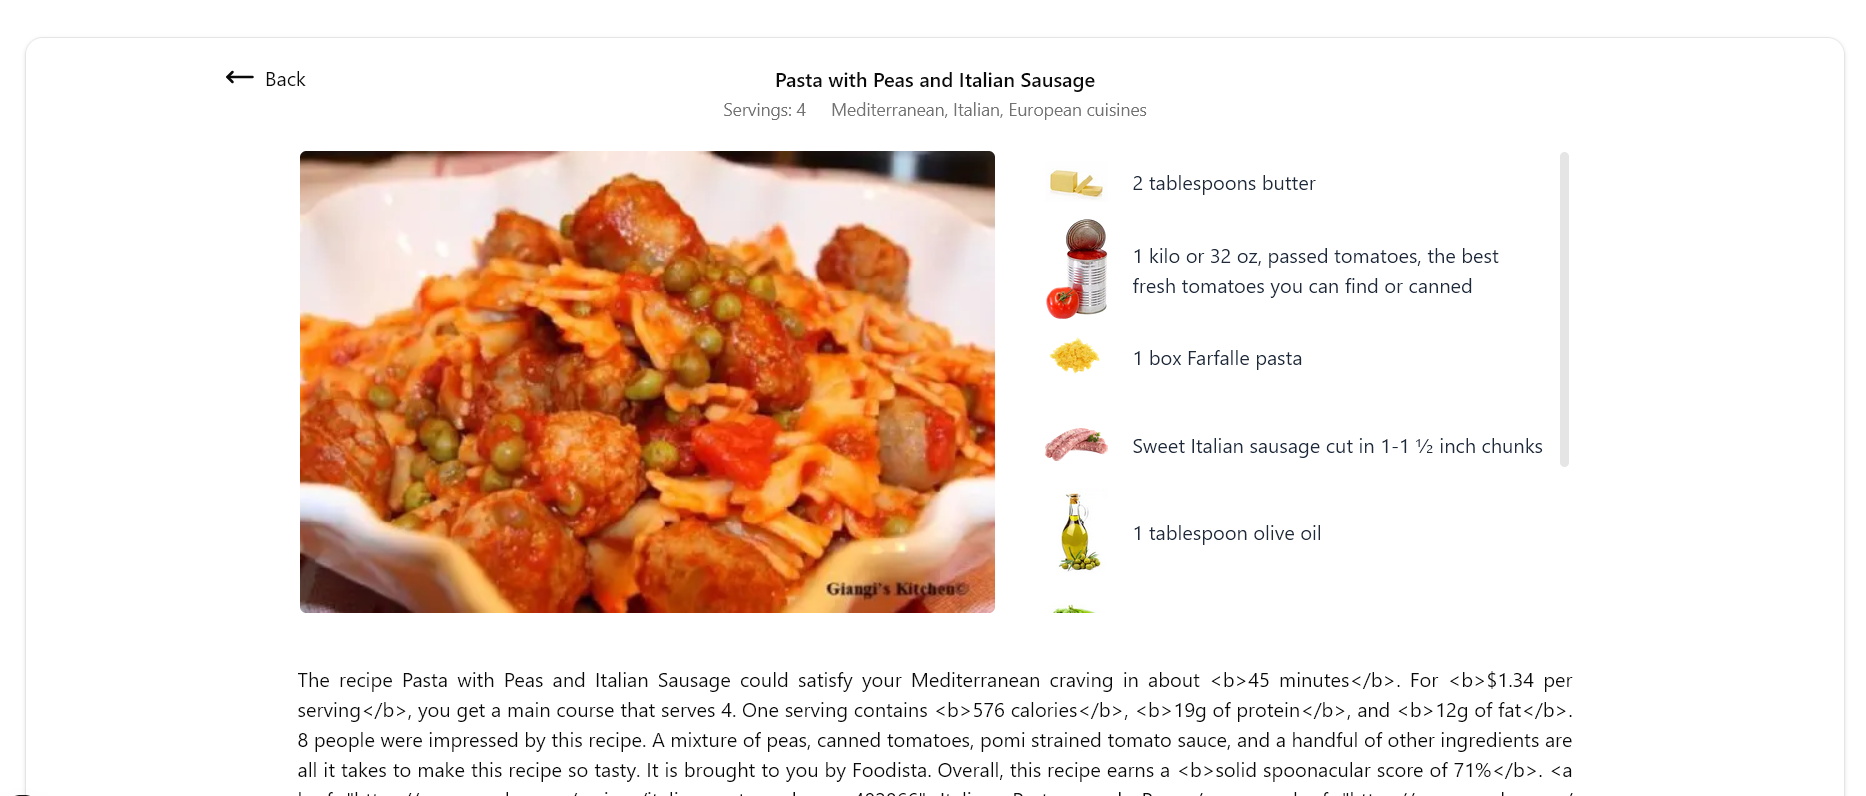 Back
Pasta with Peas and Italian Sausage
Servings: 4 Mediterranean, Italian, European cuisines
2 tablespoons butter
1 kilo or 32 oz, passed tomatoes, the best
fresh tomatoes you can find or canned
1 box Farfalle pasta
Sweet Italian sausage cut in 1-1 ½ inch chunks
1 tablespoon olive oil
Giangi's Kitchen©
The recipe Pasta with Peas and Italian Sausage could satisfy your Mediterranean craving in about <b>45 minutes</b>. For <b>$1.34 per
serving</b>, you get a main course that serves 4. One serving contains <b>576 calories</b>, <b>19g of protein</b>, and <b>12g of fat</b>.
8 people were impressed by this recipe. A mixture of peas, canned tomatoes, pomi strained tomato sauce, and a handful of other ingredients are
all it takes to make this recipe so tasty. It is brought to you by Foodista. Overall, this recipe earns a <b>solid spoonacular score of 71%</b>. <a